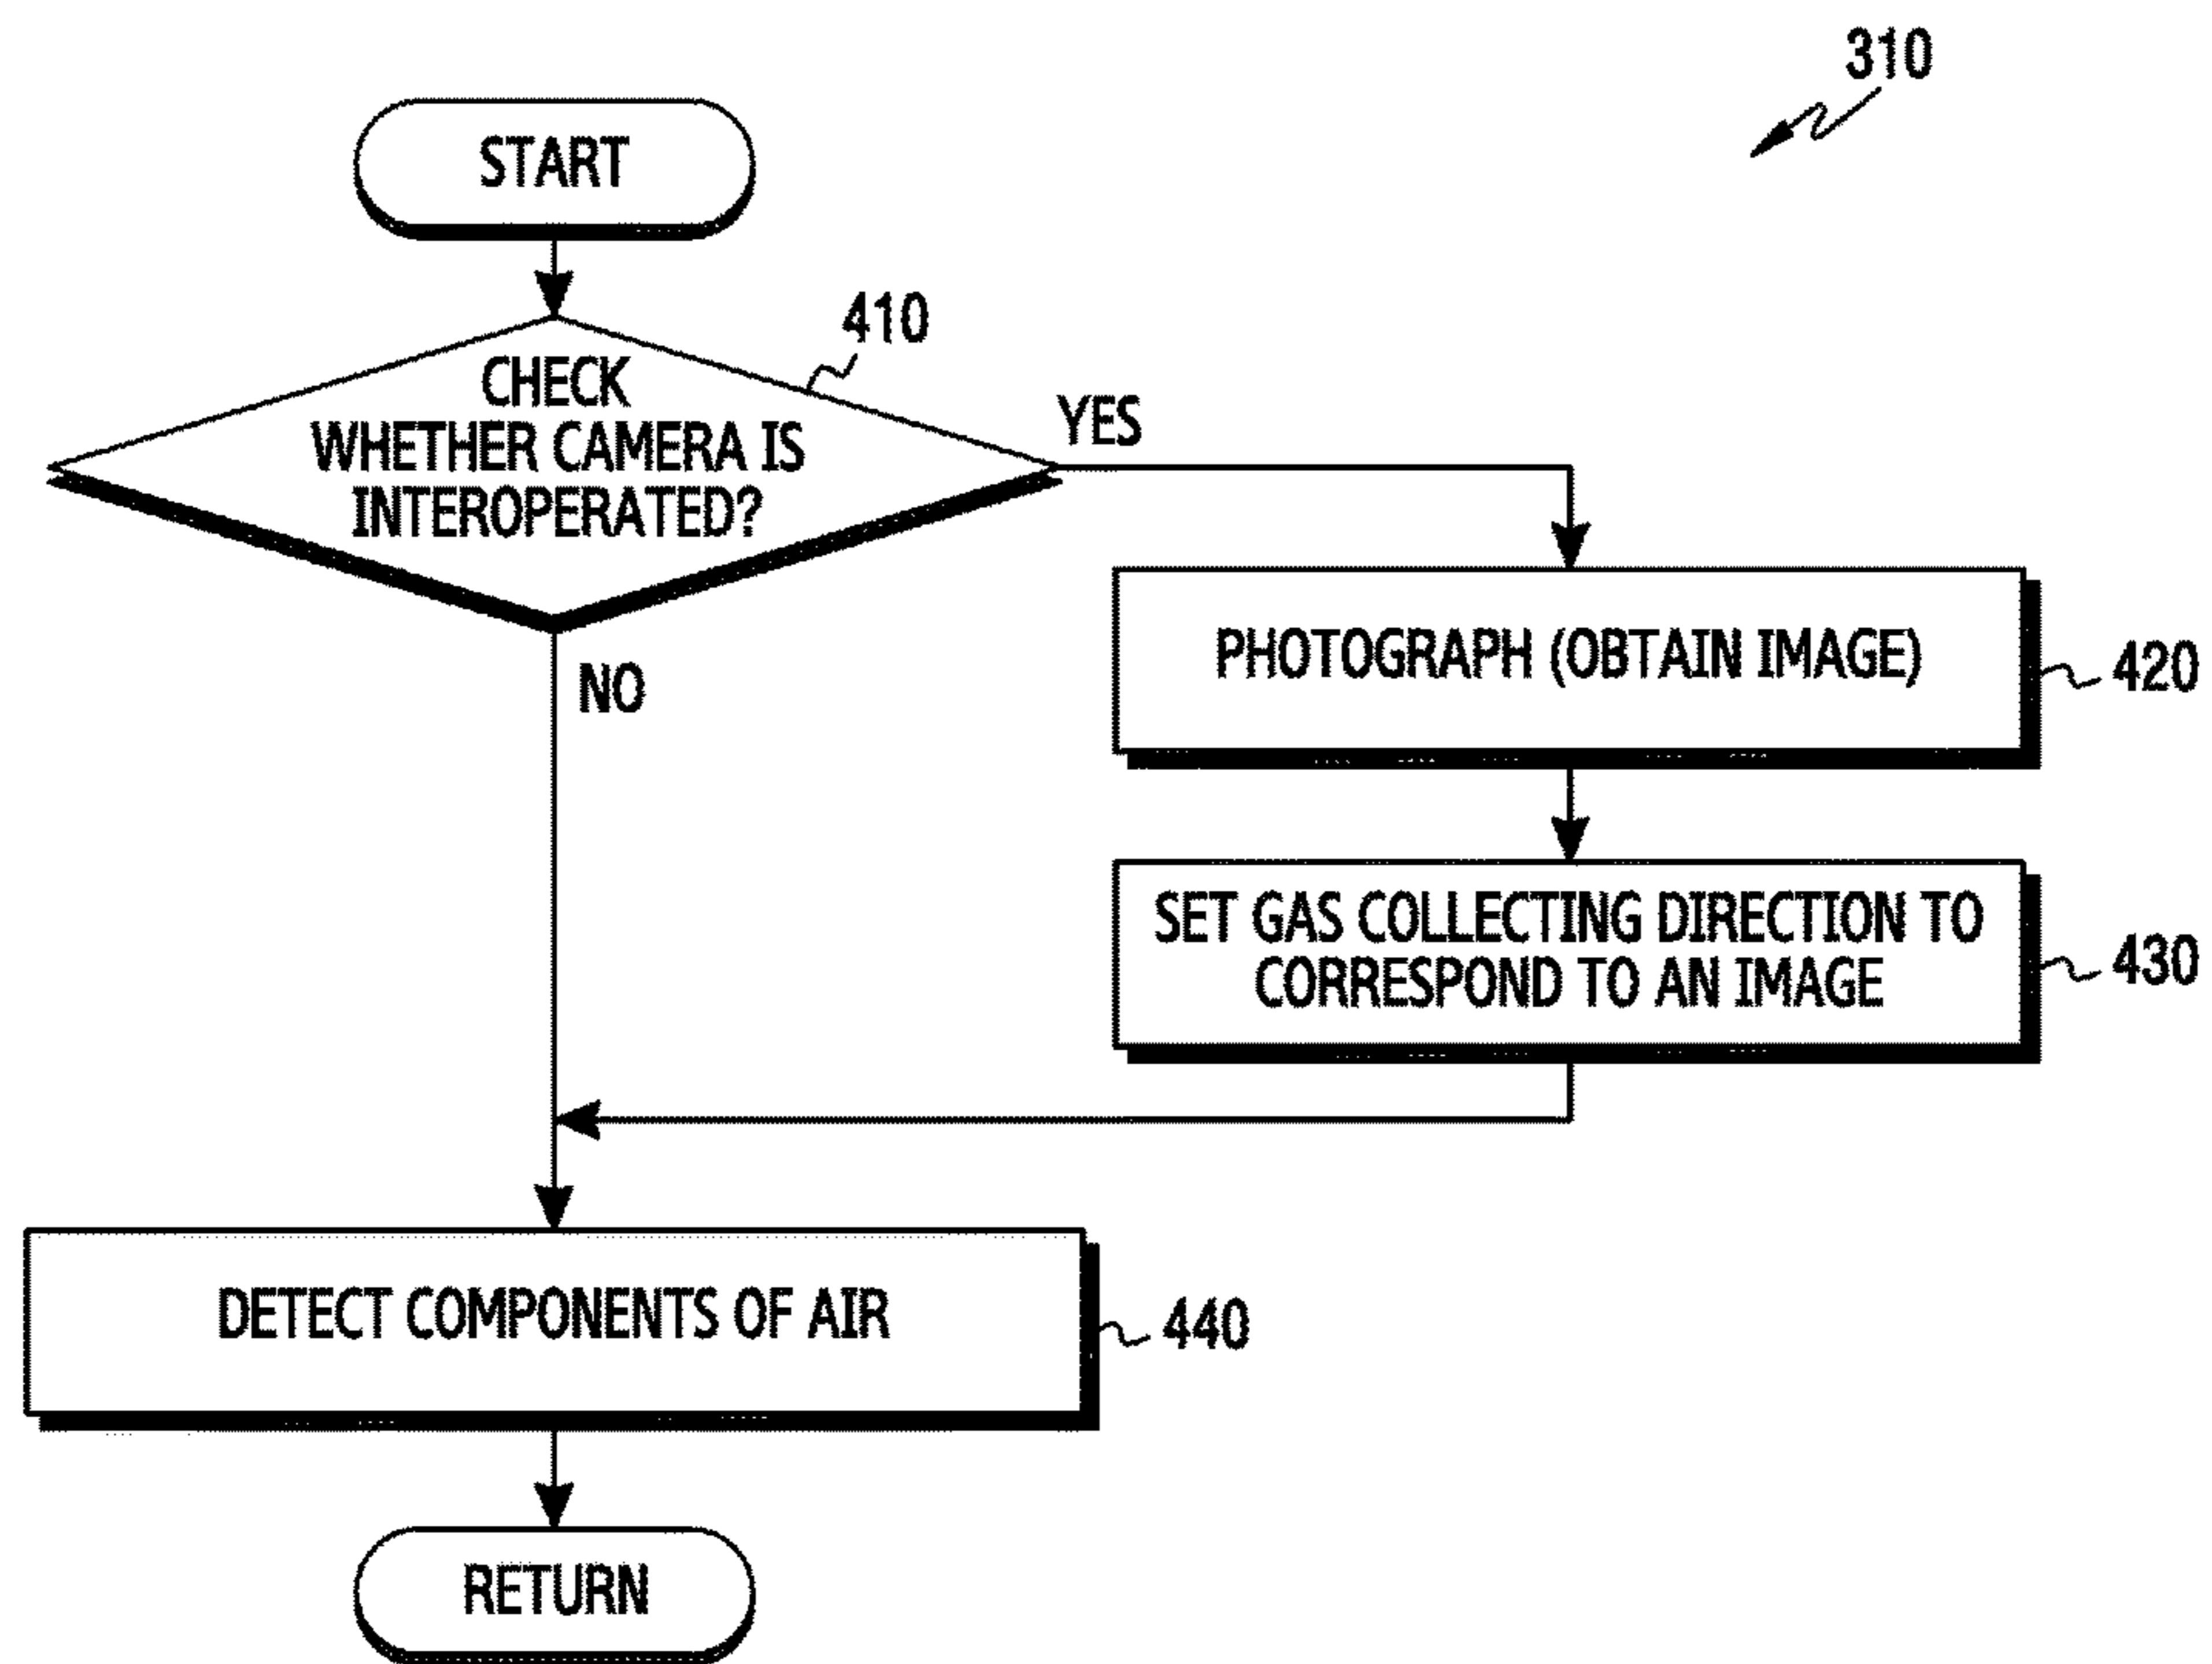 310
START
410
CHECK
WHETHER CAMERA IS
INTEROPERATED?
YES
NO
PHOTOGRAPH (OBTAIN IMAGE)
420
SET GAS COLLECTING DIRECTION TO
CORRESPOND TO AN IMAGE
430
DETECT COMPONENTS OF AIR
440
RETURN